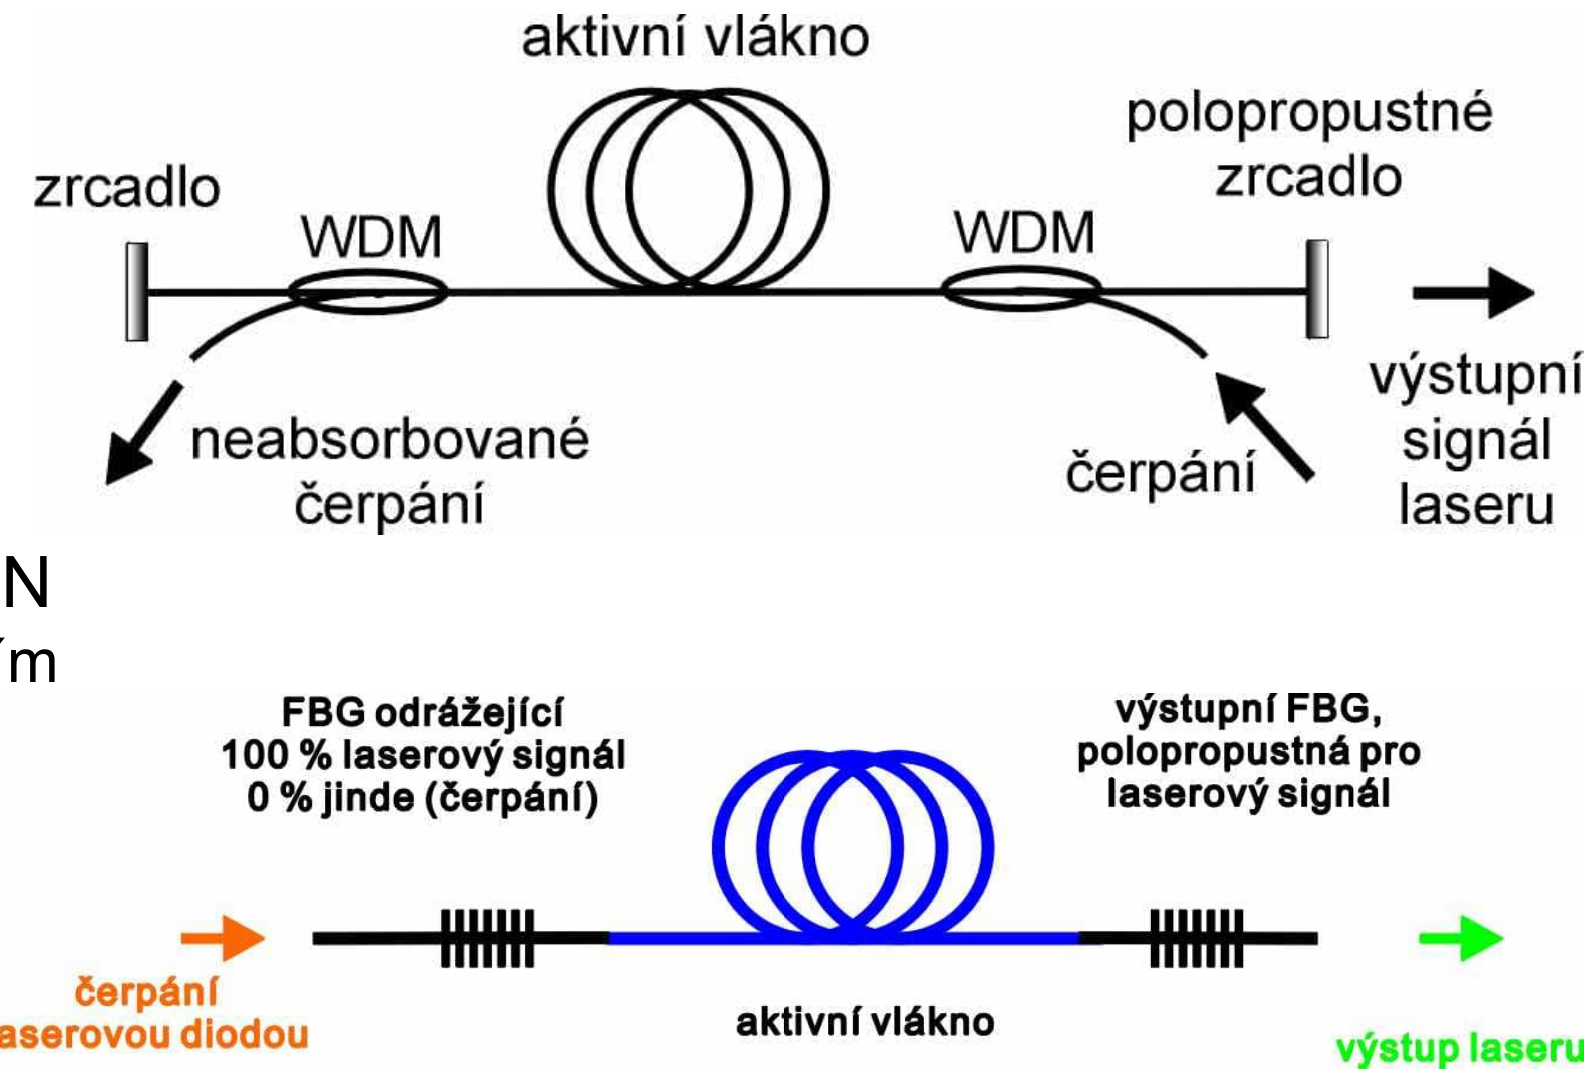 aktivní vlákno
polopropustné
zrcadlo
zrcadlo
WDM
WDM
výstupní
signál
laseru
neabsorbované
čerpání
čerpání
N
ím
FBG odrážející
100 % laserový signál
0 % jinde (čerpání)
výstupní FBG,
polopropustná pro
laserový signál
čerpání
aserovou diodou
aktivní vlákno
výstup laseru